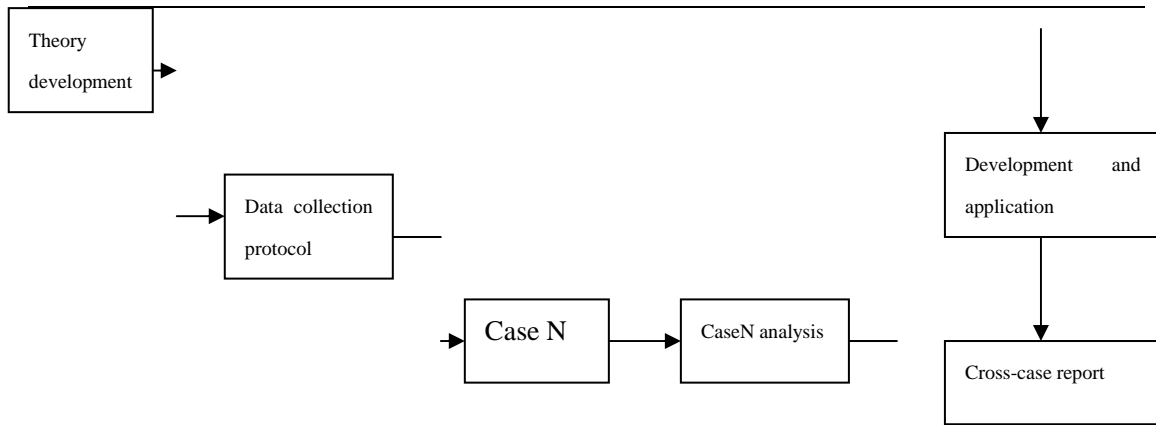 Theory
development
Development and
application
Data collection
protocol
Case N
CaseN analysis
Cross-case report